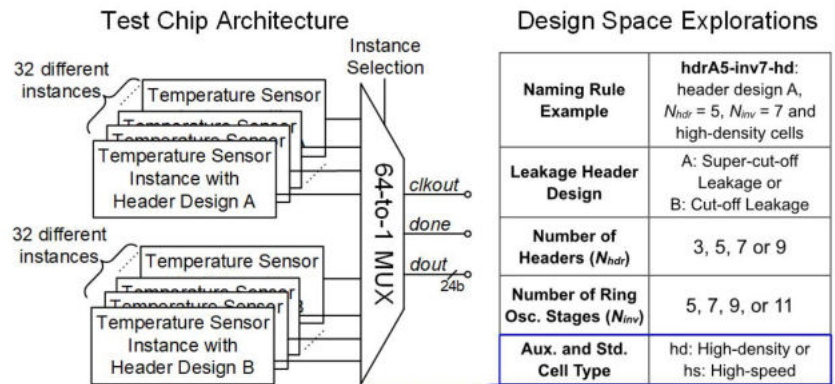 Test Chip Architecture
Design Space Explorations
32 different
instances
Temperature Sensor
Temperature Sensor
Instance with
Header Design A
32 different
instances
Temperature Sensor
Temperature Sensor
Instance with
Header Design B
Instance
Selection
64-to-1 MUX
clkout
done
dout
24b
Naming Rule
Example
hdrA5-inv7-hd:
header design A,
Nhdr = 5, Ninv = 7 and
high-density cells
Leakage Header
Design
A: Super-cut-off
Leakage or
B: Cut-off Leakage
Number of
Headers (Nhdr)
3, 5, 7 or 9
Number of Ring
Osc. Stages (Ninv)
5, 7, 9, or 11
Aux. and Std.
Cell Type
hd: High-density or
hs: High-speed